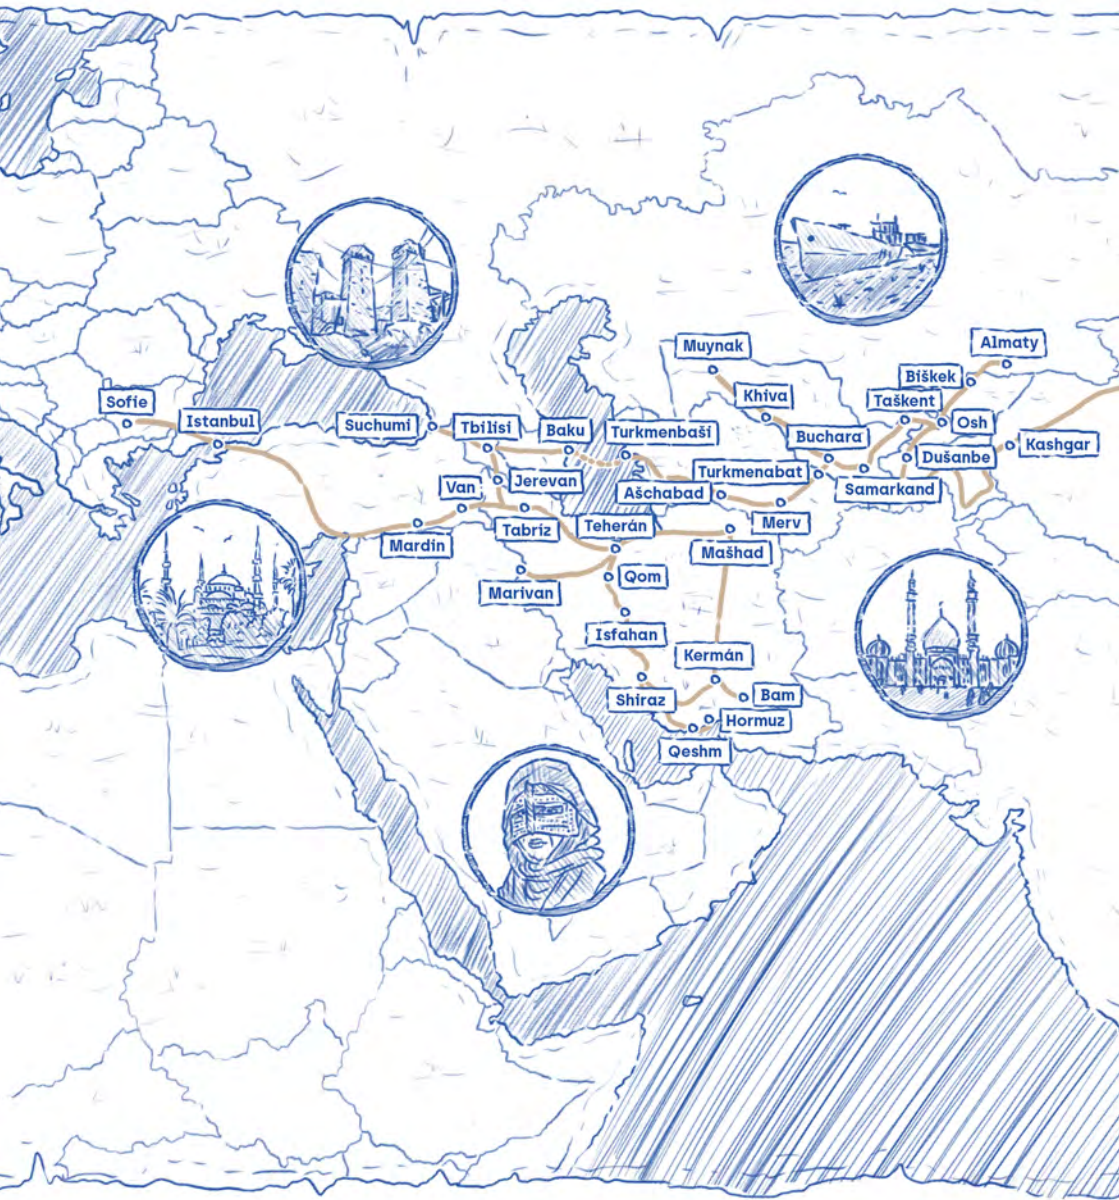 Almaty
Muynak
Biškek
Khiva
Taškent
Sofie
Istanbul
Suchumi
Tbilisi
Baku
Turkmenbaši
Buchara
Osh
Kashgar
Dušanbe
Turkmenabat
Van
Jerevan
Ašchabad
Samarkand
Tabriz
Teherán
Merv
Mardin
Mašhad
Marivan
Qom
Isfahan
Kermán
Shiraz
Bam
Hormuz
Qeshm